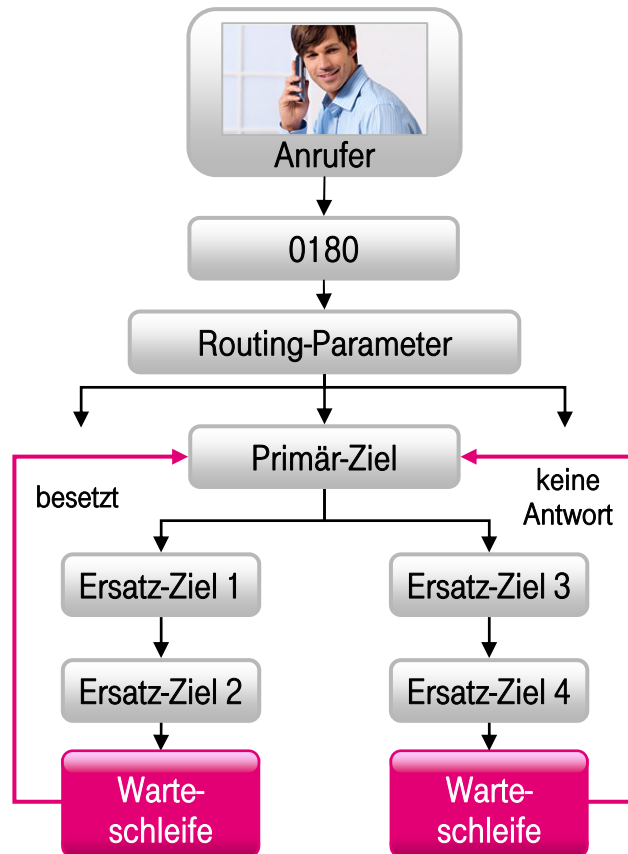 Anrufer
0180
Routing-Parameter
Primär-Ziel
besetzt
keine
Antwort
Ersatz-Ziel 1
Ersatz-Ziel 3
Ersatz-Ziel 2
Ersatz-Ziel 4
Warte-
schleife
Warte-
schleife